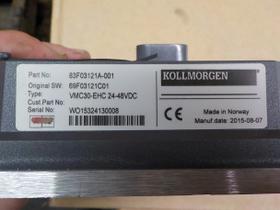 Part No: 63F03121A-001
Original SW: 69F03121C01
Type: VMC30-EHC 24-48VDC
Cust.Part No:
Serial No: WO15324130008
KOLLMORGEN
Made in Norway
Manuf.date: 2015-08-07